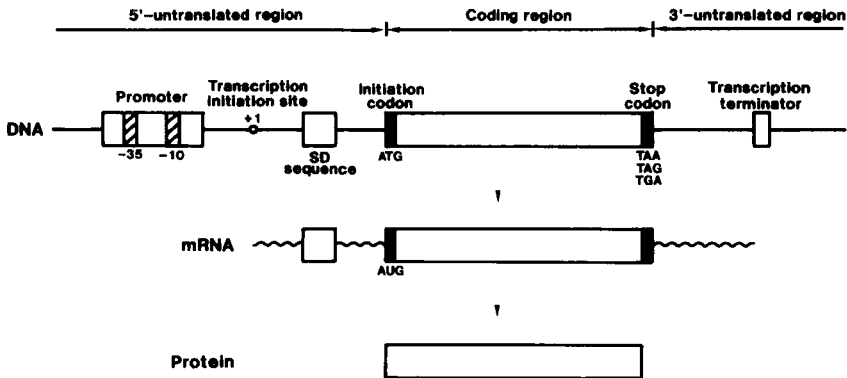 5'-untranslated region
Coding region
3'-untranslated region
Promoter
Transcription
initiation site
Initiation
codon
Stop
codon
Transcription
terminator
DNA
+1
-35
-10
SD
sequence
ATG
TAA
TAG
TGA
mRNA
AUG
Protein